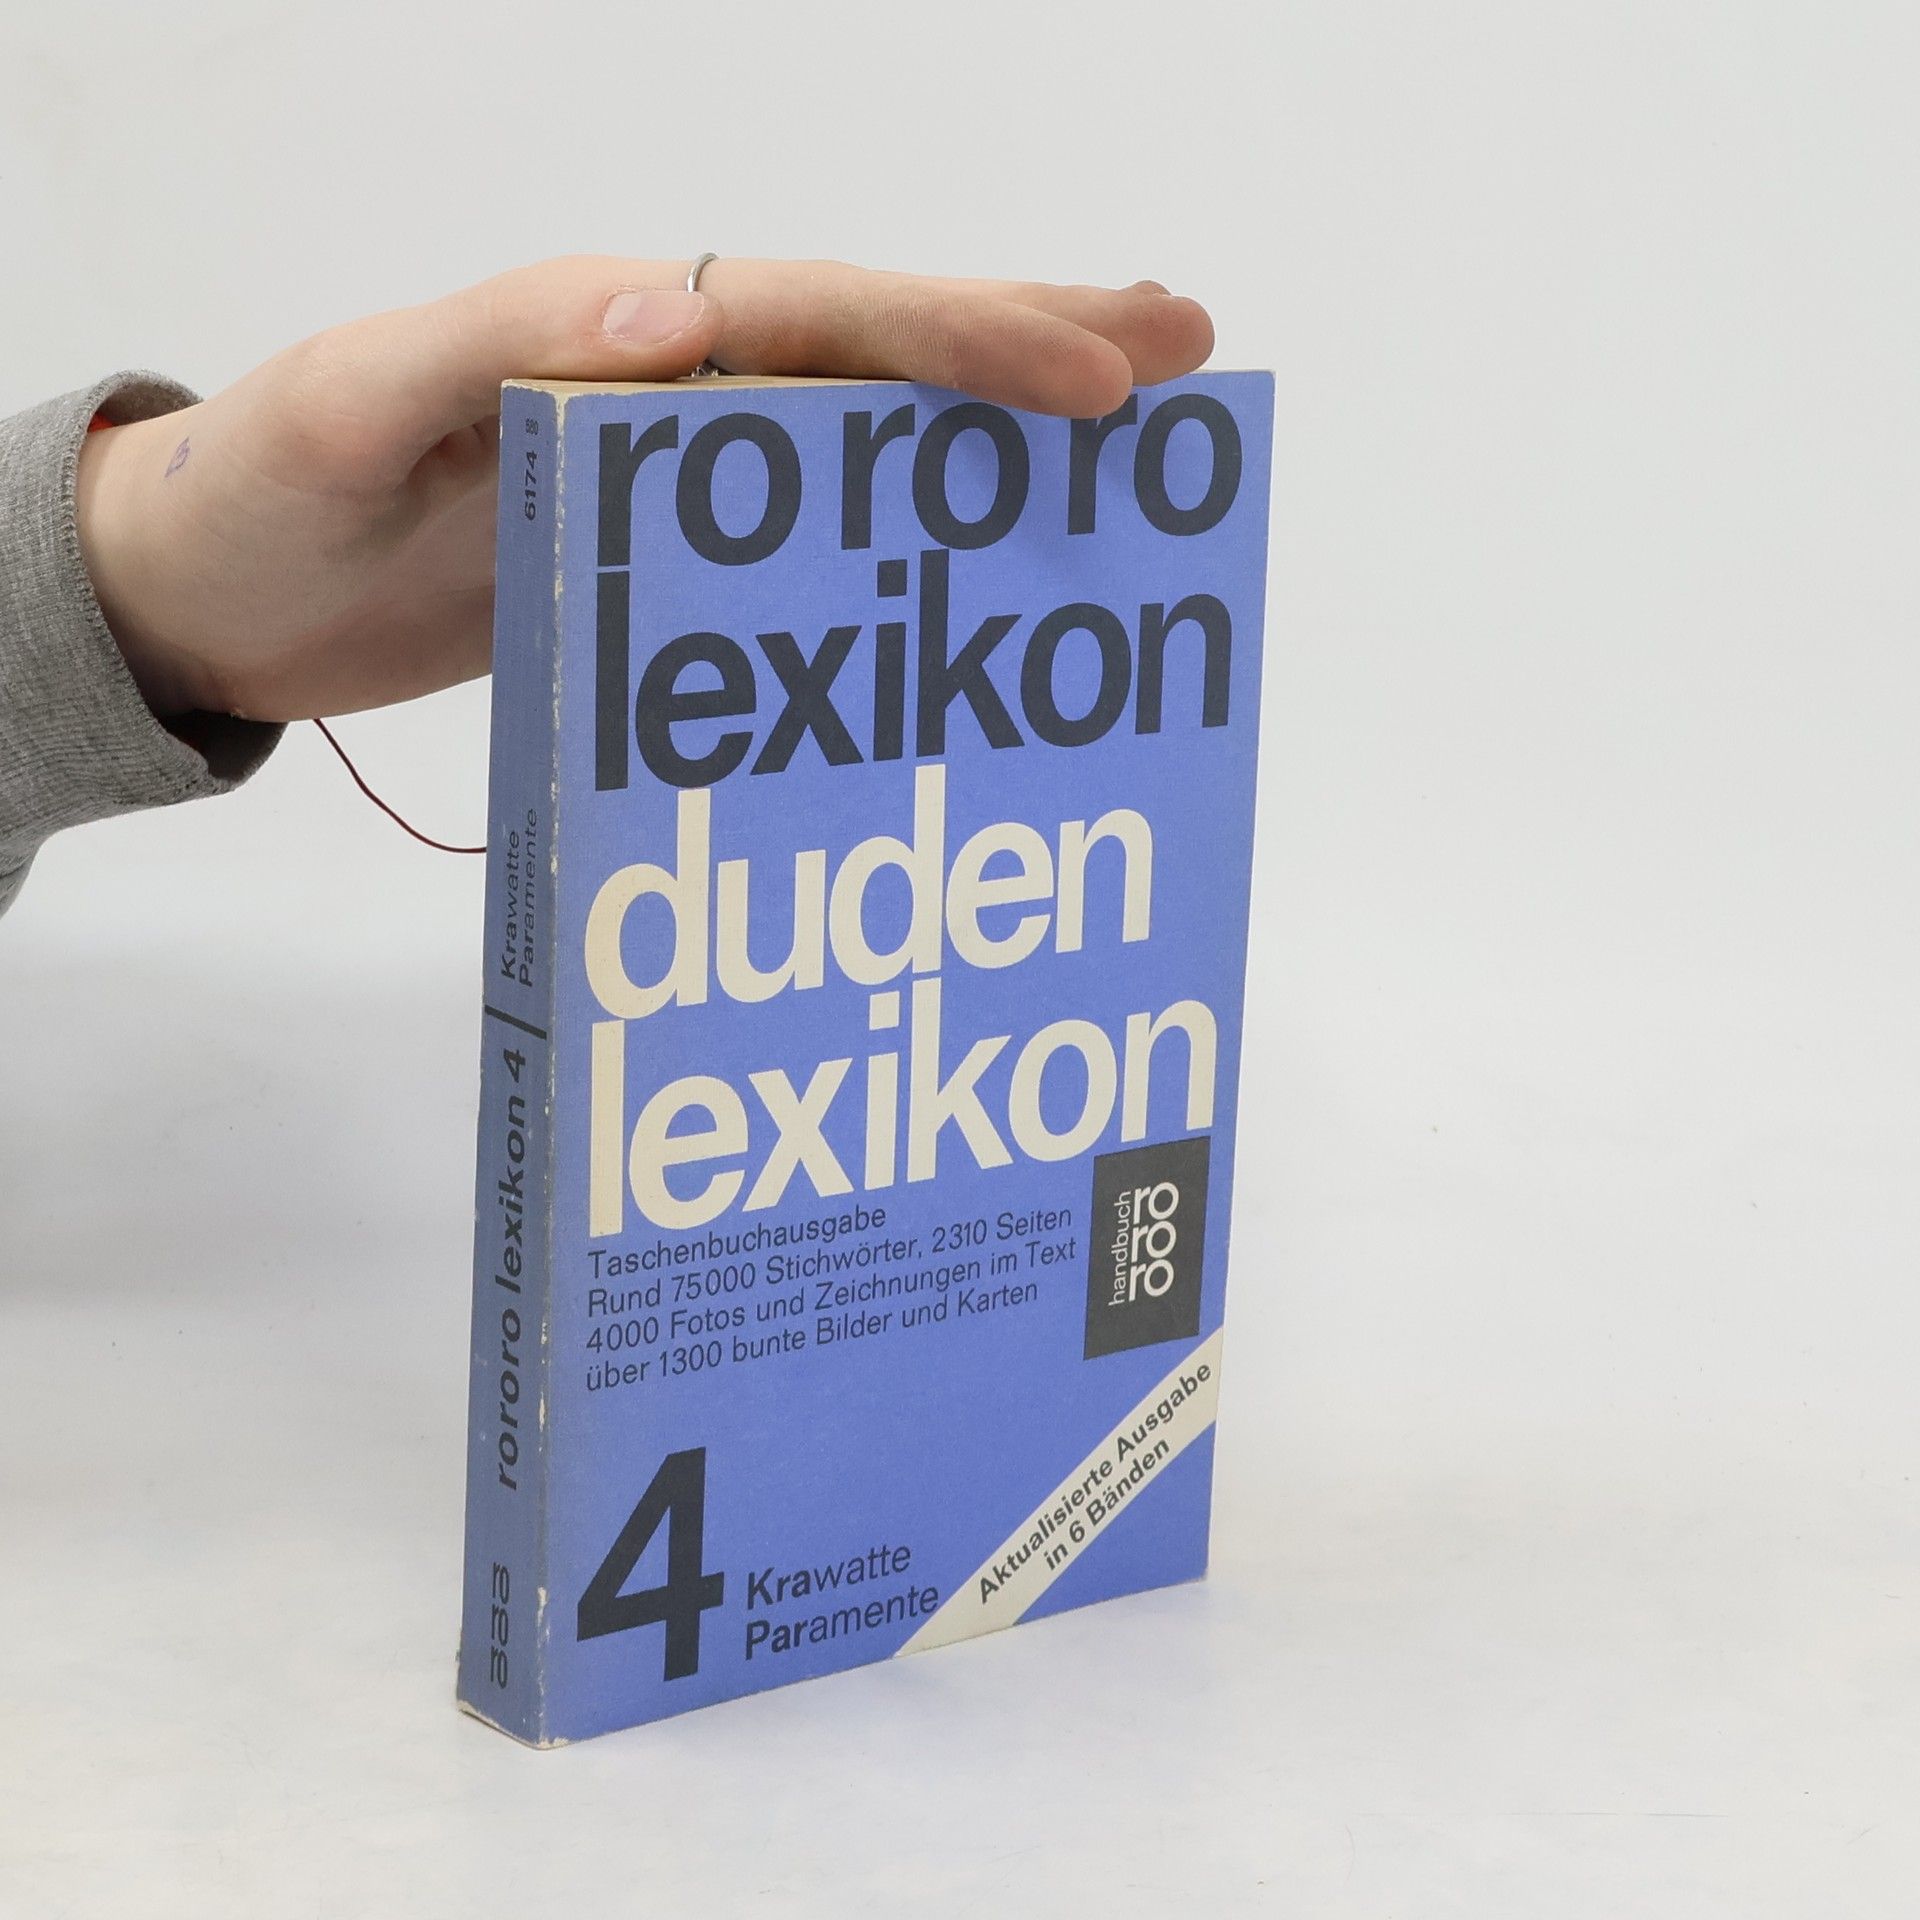 ro ro ro
lexikon
duden
lexikon
Taschenbuchausgabe
Rund 75000 Stichwörter, 2310 Seiten
4000 Fotos und Zeichnungen im Text
über 1300 bunte Bilder und Karten
handbuch
ro
ro
ro
Aktualisierte Ausgabe
in 6 Bänden
4
Krawatte
Paramente
680
6174
Krawatte
Paramente
rororo lexikon 4